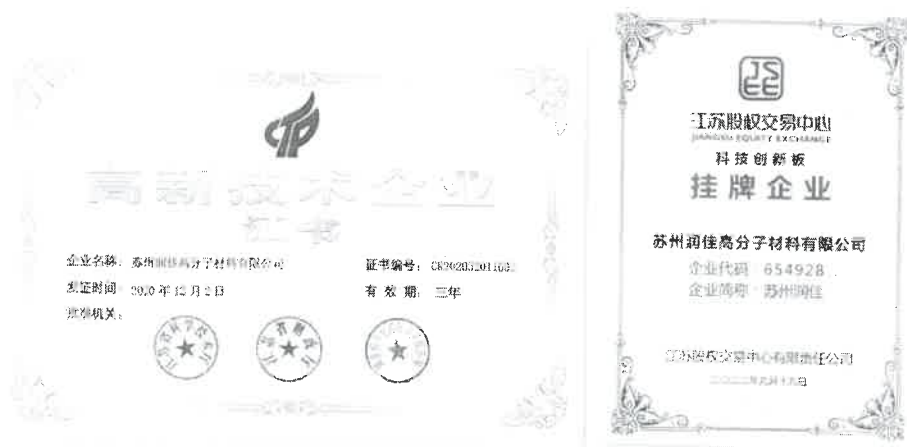 高新技术企业
证书
企业名称：苏州润佳高分子材料有限公司
证书编号：
发证时间：2020年12月2日
有效期：三年
批准机关：
JSEE
江苏股权交易中心
JIANGSU EQUITY EXCHANGE
科技创新板
挂牌企业
苏州润佳高分子材料有限公司
企业代码 654928
企业简称 苏州润佳
江苏股权交易中心有限责任公司